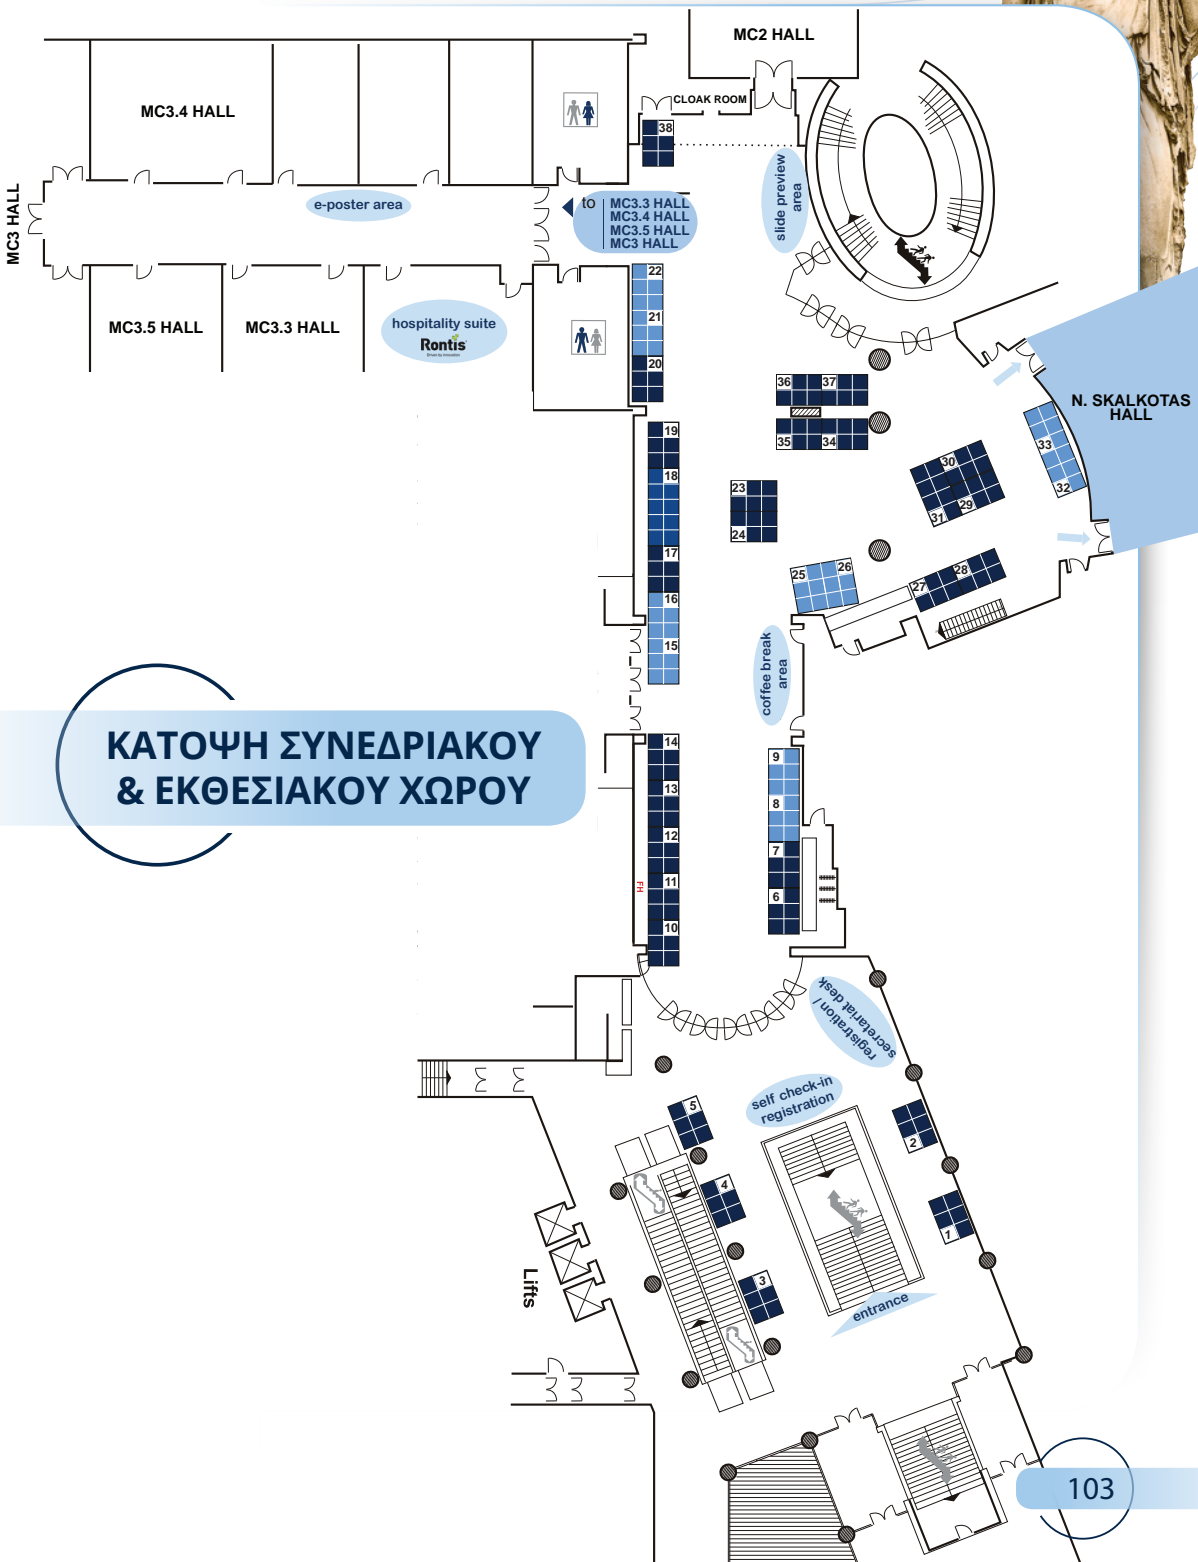 MC2 HALL
CLOAK ROOM
MC3.4 HALL
38
MC3 HALL
e-poster area
to
MC3.3 HALL
MC3.4 HALL
MC3.5 HALL
MC3 HALL
slide preview
area
22
21
20
MC3.5 HALL
MC3.3 HALL
hospitality suite
Rontis
36
37
35
34
N. SKALKOTAS
HALL
33
32
30
31
29
19
18
17
16
15
23
24
25
26
27
28
coffee break
area
ΚΑΤΟΨΗ ΣΥΝΕΔΡΙΑΚΟΥ
& ΕΚΘΕΣΙΑΚΟΥ ΧΩΡΟΥ
14
13
12
11
10
FH
9
8
7
6
registration /
secretariat desk
self check-in
registration
5
4
3
2
1
Lifts
entrance
103